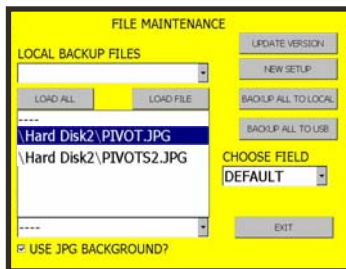 FILE MAINTENANCE
UPDATE VERSION
LOCAL BACKUP FILES
NEW SETUP
LOAD ALL
LOAD FILE
BACKUP ALL TO LOCAL
----
\Hard Disk2\PIVOT.JPG
BACKUP ALL TO USB
\Hard Disk2\PIVOTS2.JPG
CHOOSE FIELD
DEFAULT
----
EXIT
USE JPG BACKGROUND?